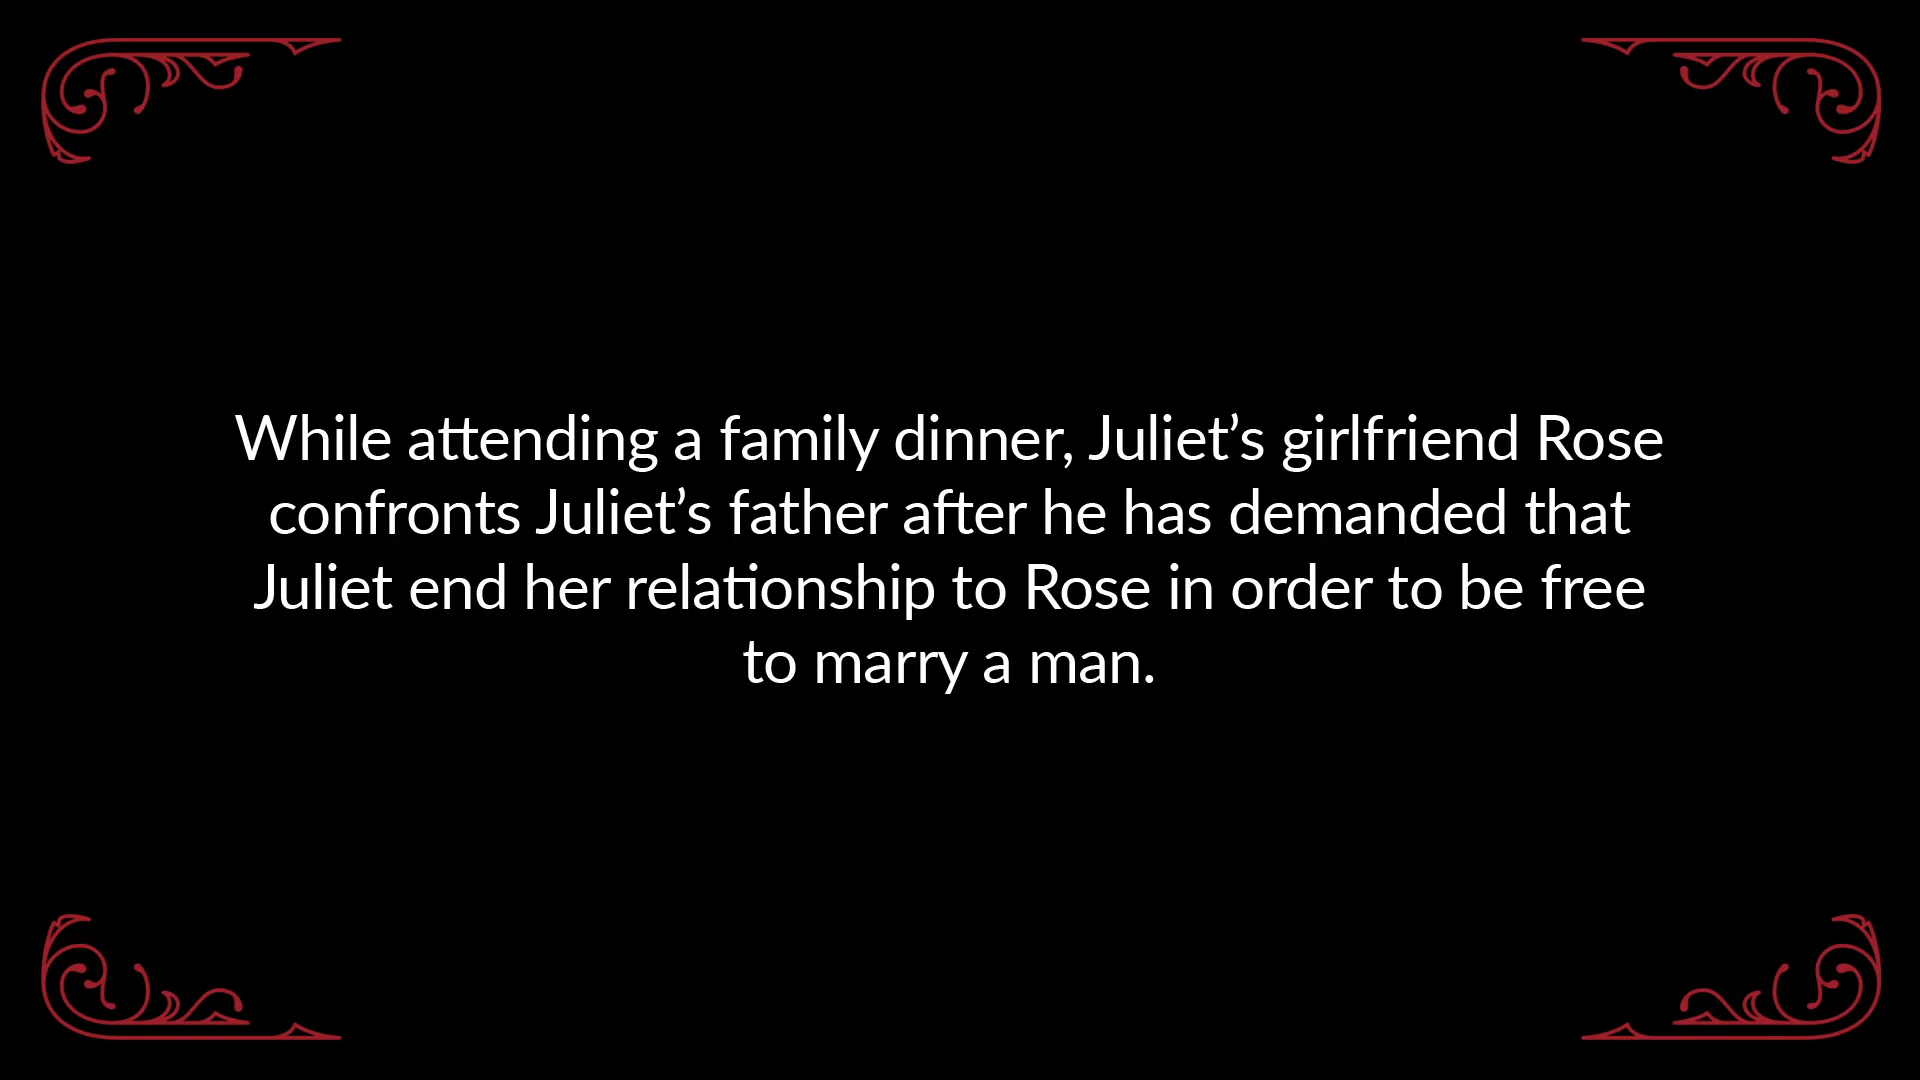 While attending a family dinner, Juliet’s girlfriend Rose
confronts Juliet’s father after he has demanded that
Juliet end her relationship to Rose in order to be free
to marry a man.